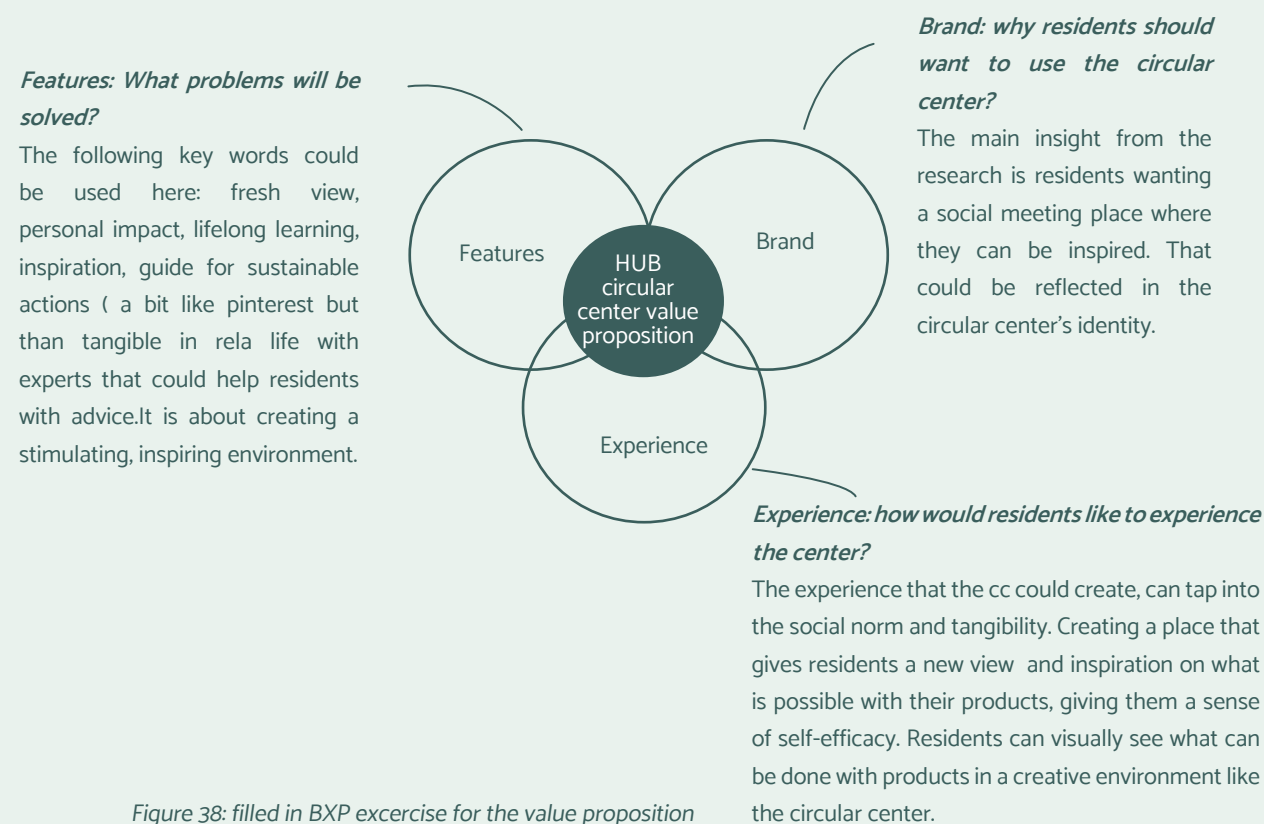 Features: What problems will be
solved?
The following key words could
be used here: fresh view,
personal impact, lifelong learning,
inspiration, guide for sustainable
actions ( a bit like pinterest but
than tangible in rela life with
experts that could help residents
with advice.It is about creating a
stimulating, inspiring environment.
Brand: why residents should
want to use the circular
center?
The main insight from the
research is residents wanting
a social meeting place where
they can be inspired. That
could be reflected in the
circular center's identity.
Features
Brand
HUB
circular
center value
proposition
Experience
Experience: how would residents like to experience
the center?
The experience that the cc could create, can tap into
the social norm and tangibility. Creating a place that
gives residents a new view and inspiration on what
is possible with their products, giving them a sense
of self-efficacy. Residents can visually see what can
be done with products in a creative environment like
the circular center.
Figure 38: filled in BXP excercise for the value proposition